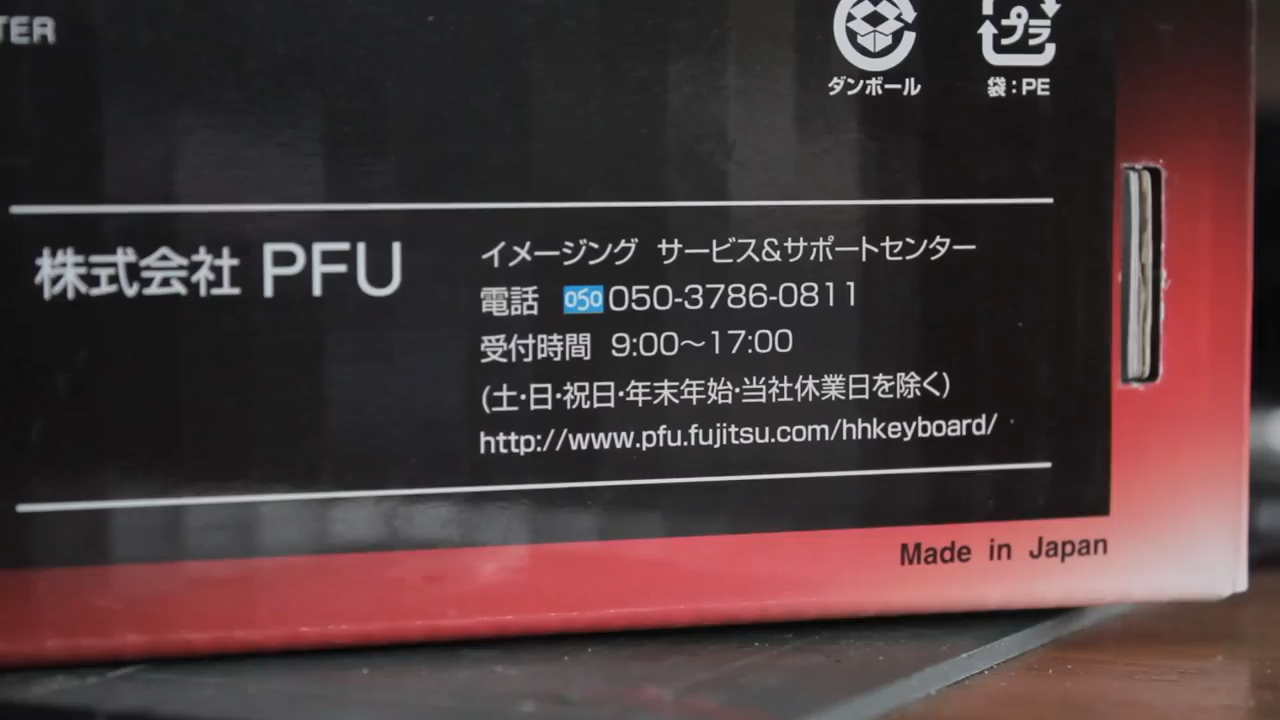 TER
プラ
ダンボール
袋:PE
株式会社 PFU
イメージング サービス&サポートセンター
電話 050 050-3786-0811
受付時間 9:00〜17:00
(土・日・祝日・年末年始・当社休業日を除く)
http://www.pfu.fujitsu.com/hhkeyboard/
Made in Japan